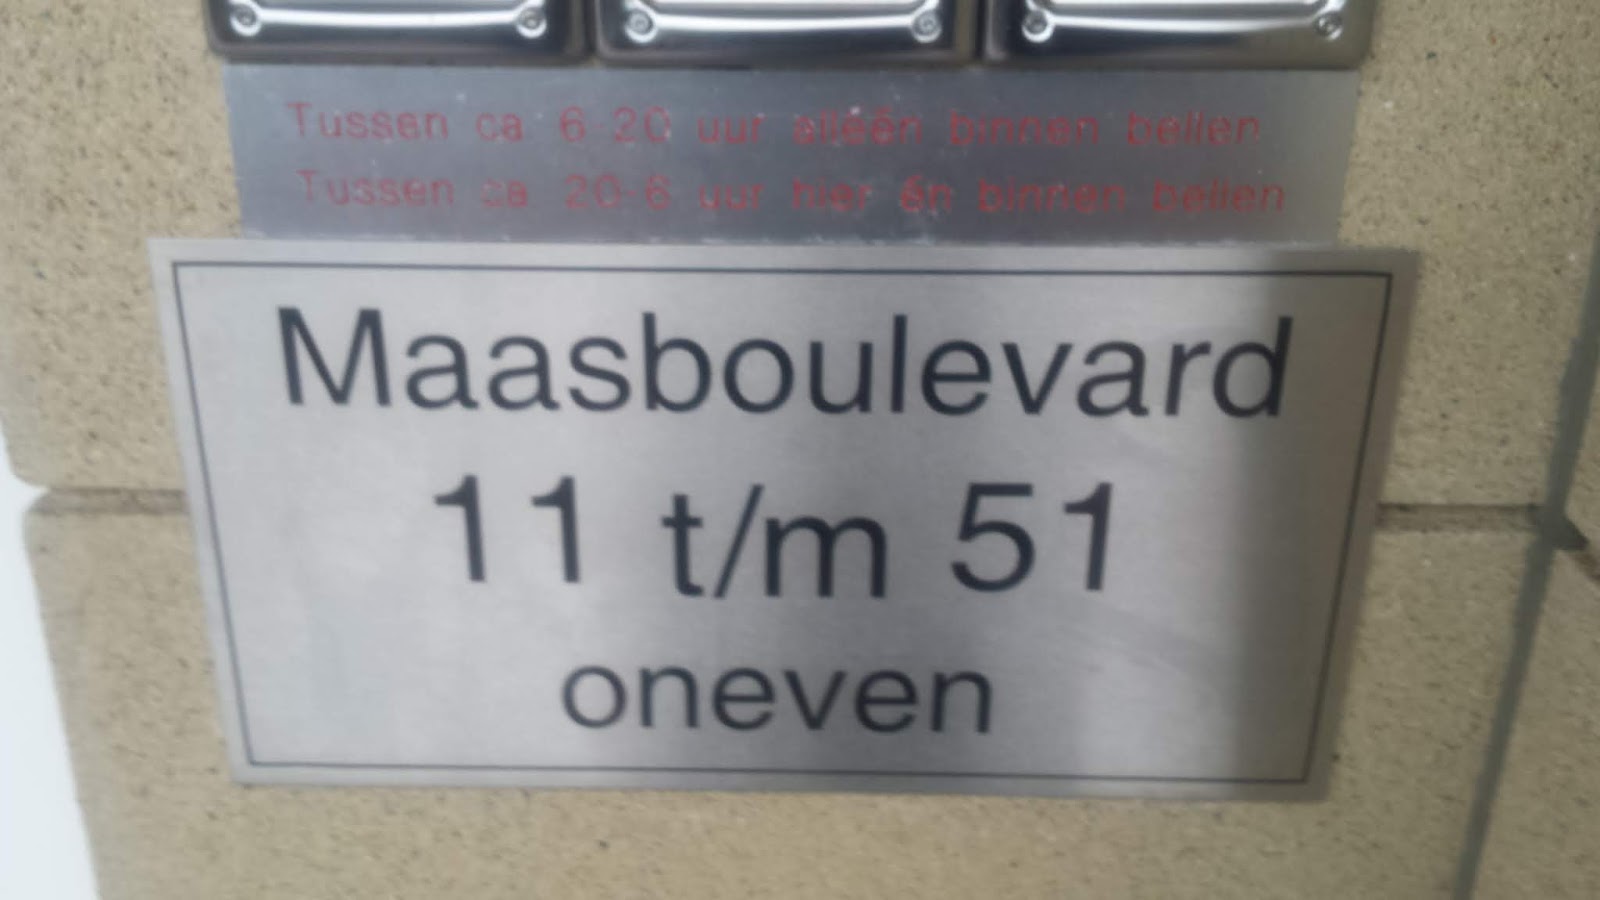 Tussen ca 6-20 uur alléén binnen bellen
Tussen ca 20-6 uur hier én binnen bellen
Maasboulevard
11 t/m 51
oneven